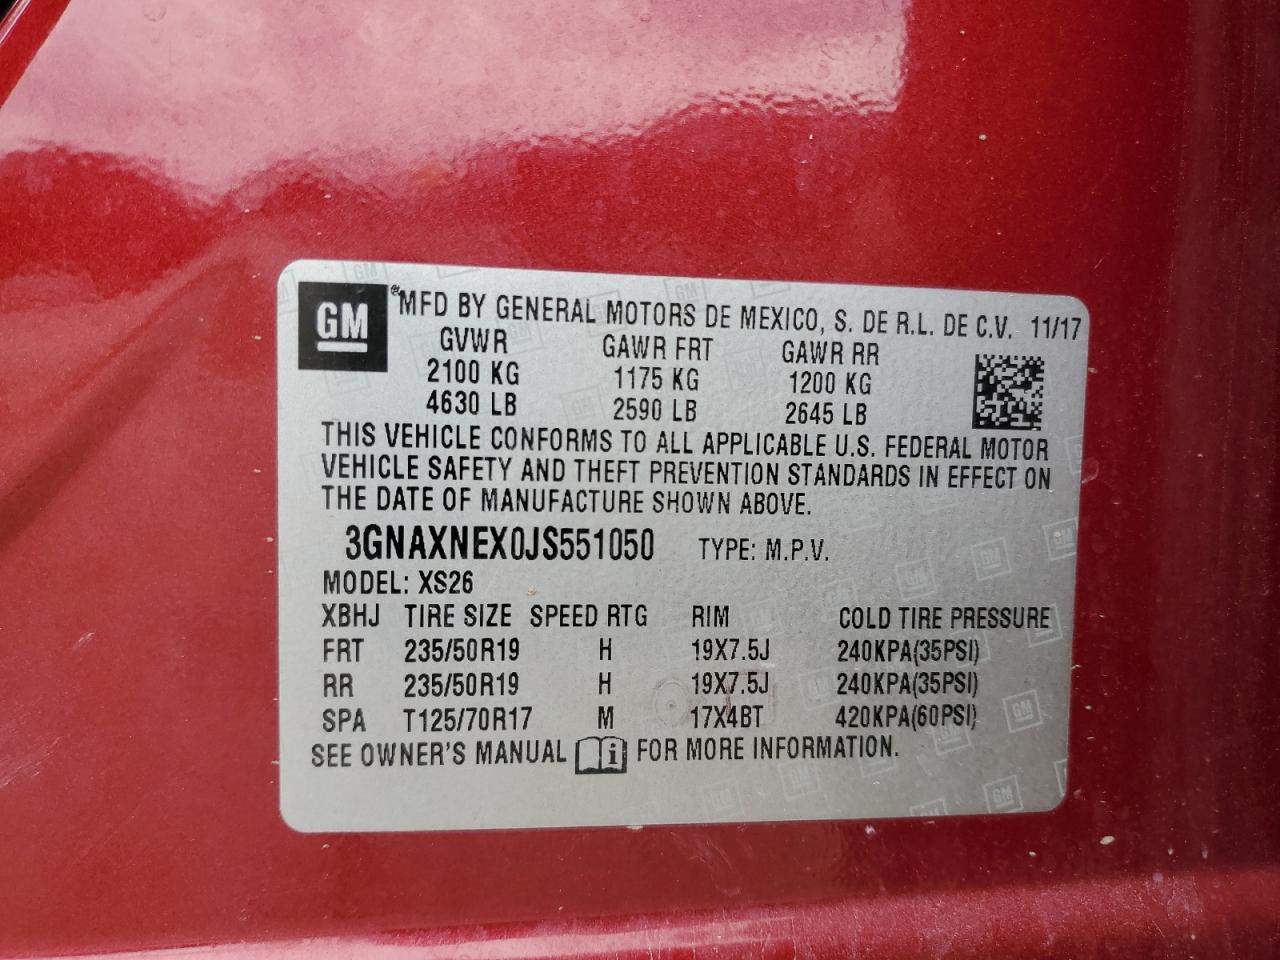 GM ® MFD BY GENERAL MOTORS DE MEXICO, S. DE R.L. DE C.V. 11/17
GVWR GAWR FRT GAWR RR
2100 KG 1175 KG 1200 KG
4630 LB 2590 LB 2645 LB
THIS VEHICLE CONFORMS TO ALL APPLICABLE U.S. FEDERAL MOTOR
VEHICLE SAFETY AND THEFT PREVENTION STANDARDS IN EFFECT ON
THE DATE OF MANUFACTURE SHOWN ABOVE.
3GNAXNEX0JS551050 TYPE: M.P.V.
MODEL: XS26
XBHJ TIRE SIZE SPEED RTG RIM COLD TIRE PRESSURE
FRT 235/50R19 H 19X7.5J 240KPA(35PSI)
RR 235/50R19 H 19X7.5J 240KPA(35PSI)
SPA T125/70R17 M 17X4BT 420KPA(60PSI)
SEE OWNER'S MANUAL i FOR MORE INFORMATION.